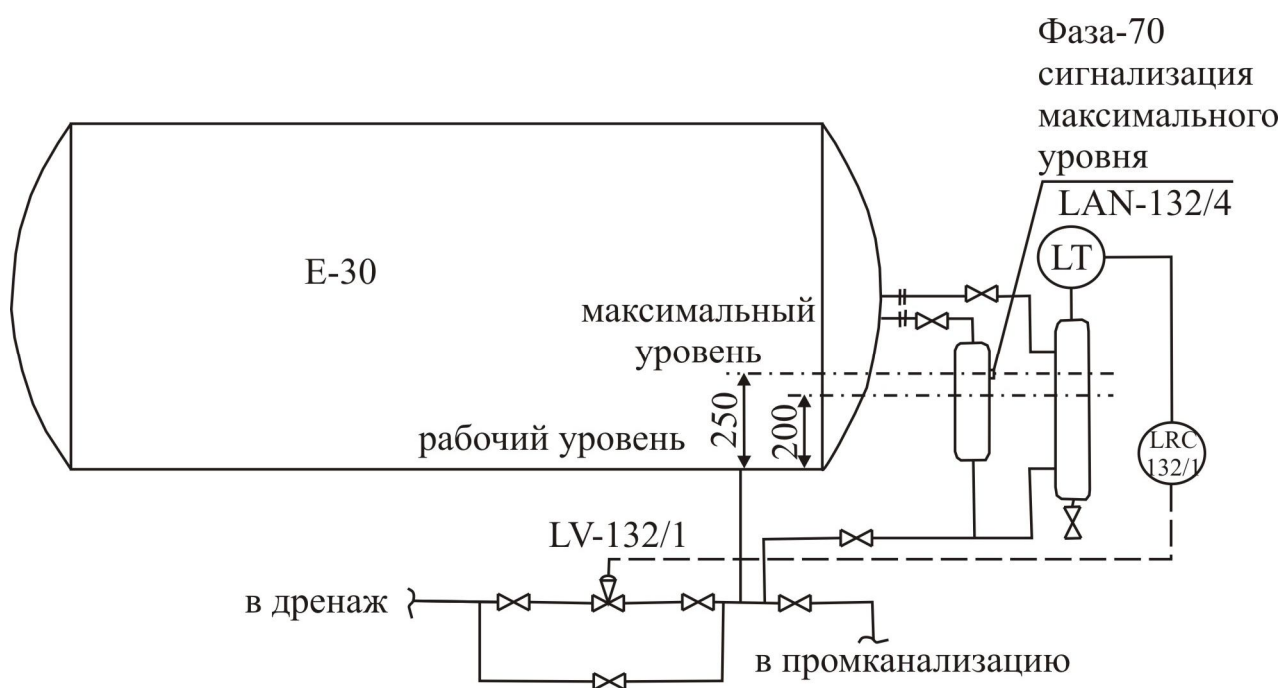 Фаза-70
сигнализация
максимального
уровня
LAN-132/4
LT
Е-30
максимальный
уровень
250
200
рабочий уровень
LRC
132/1
LV-132/1
в дренаж
в промканализацию